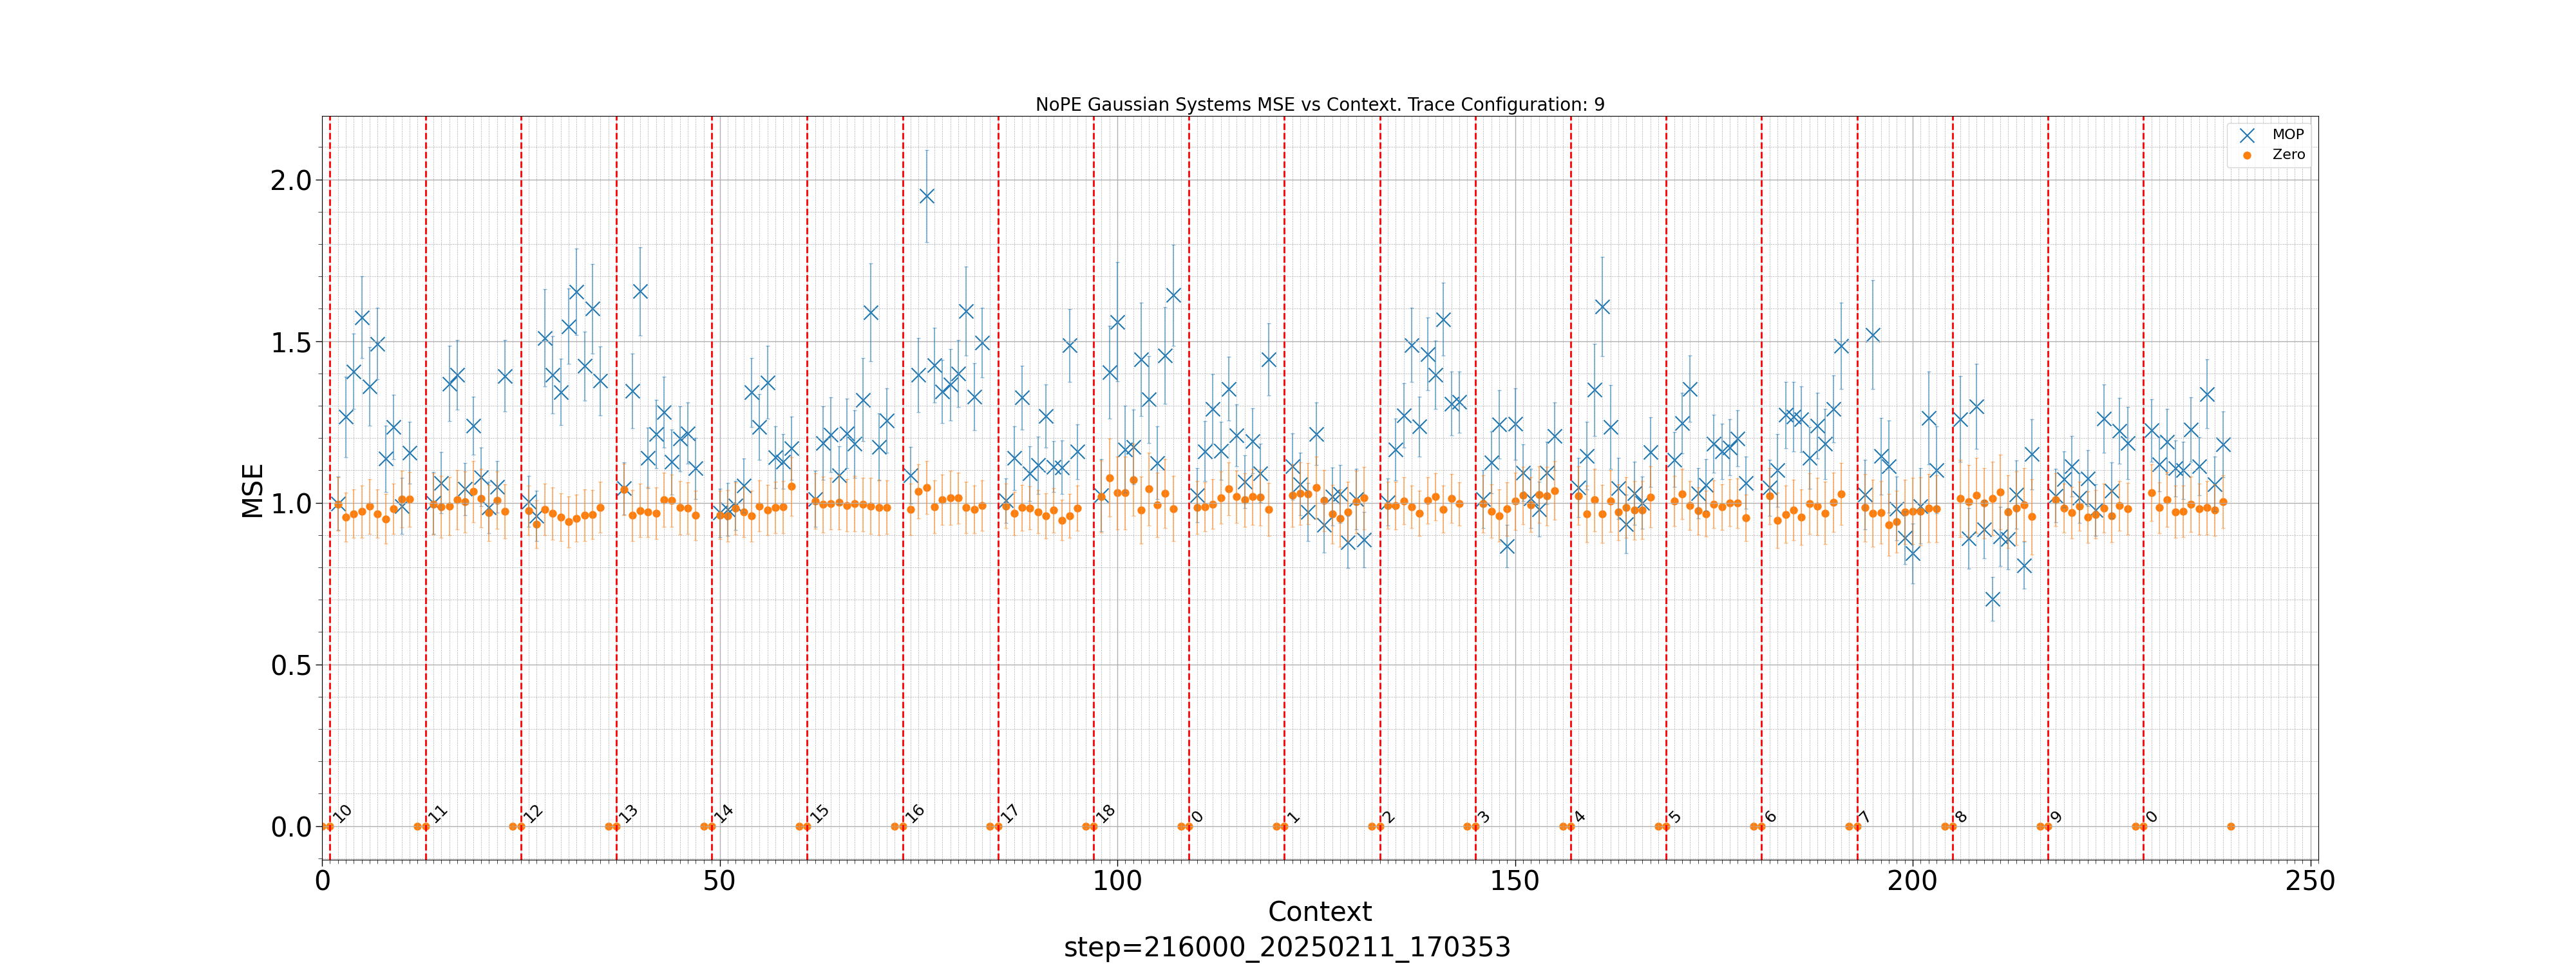 NoPE Gaussian Systems MSE vs Context. Trace Configuration: 9
MOP
Zero
MSE
2.0
1.5
1.0
0.5
0.0
10 11 12 13 14 15 16 17 18 0 1 2 3 4 5 6 7 8 9 0
0 50 100 150 200 250
Context
step=216000_20250211_170353